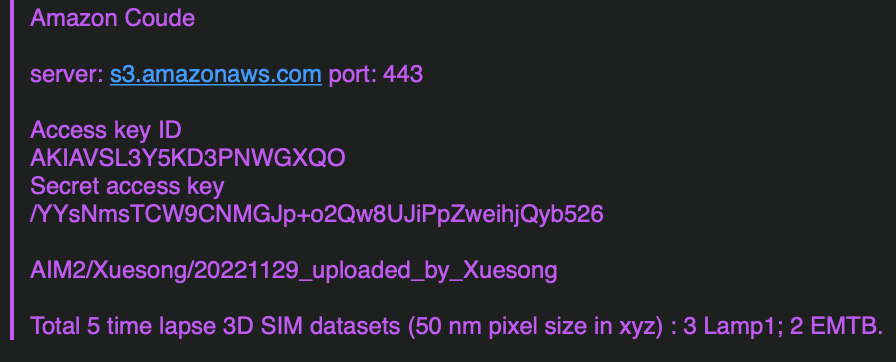 Amazon Coude
server: s3.amazonaws.com port: 443
Access key ID
AKIAVSL3Y5KD3PNWGXQO
Secret access key
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
AIM2/Xuesong/20221129_uploaded_by_Xuesong
Total 5 time lapse 3D SIM datasets (50 nm pixel size in xyz) : 3 Lamp1; 2 EMTB.